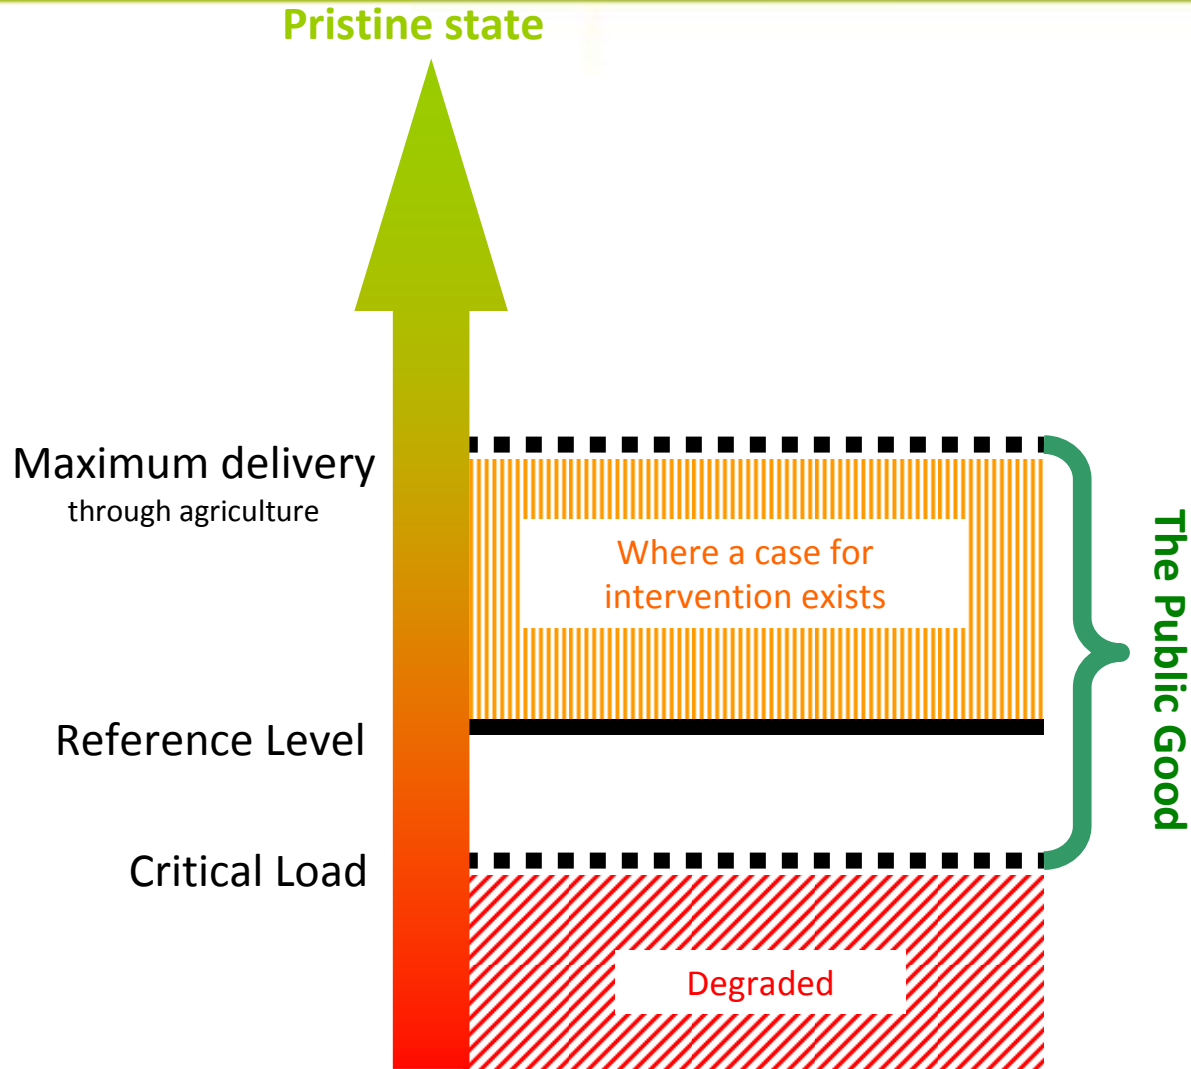 Pristine state
Maximum delivery
through agriculture
Where a case for
intervention exists
The Public Good
Reference Level
Critical Load
Degraded